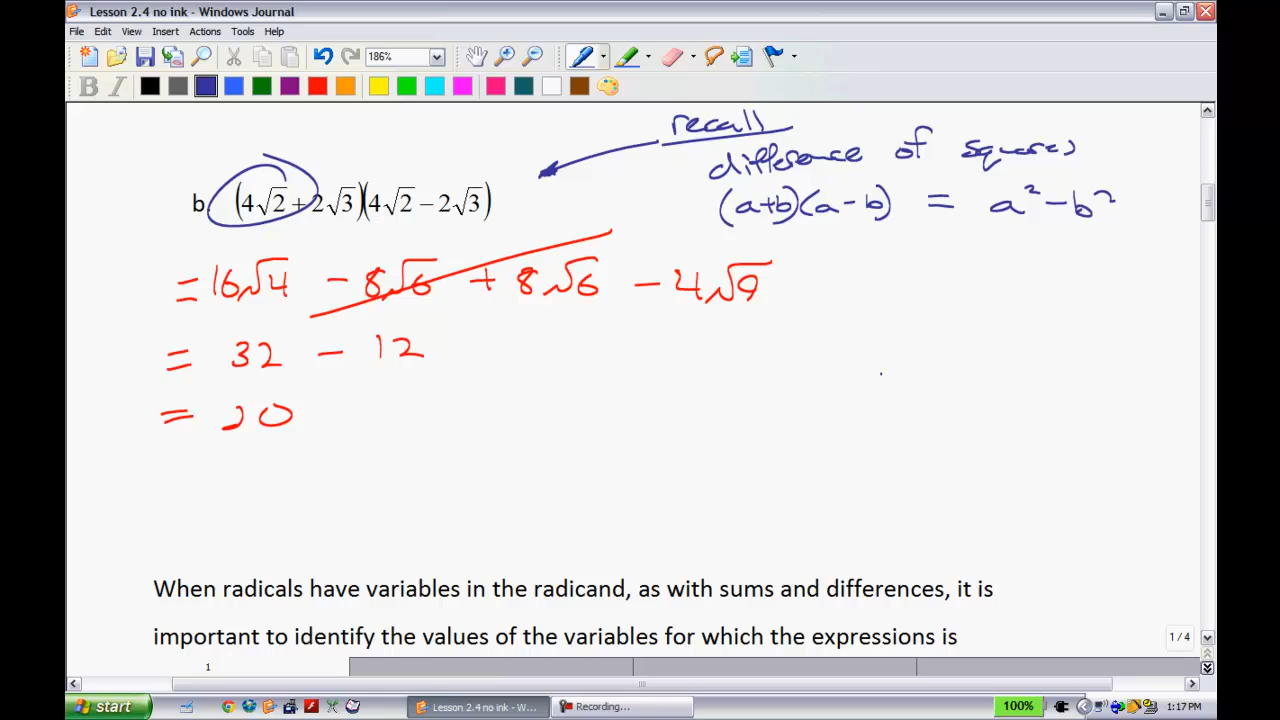 Lesson 2.4 no ink - Windows Journal
File Edit View Insert Actions Tools Help
186%
B I
recall
difference of squares
(a+b)(a-b) = a²-b²
b (4√2+2√3)(4√2-2√3)
=16√4 - 8√6 + 8√6 - 4√9
= 32 - 12
= 20
When radicals have variables in the radicand, as with sums and differences, it is
important to identify the values of the variables for which the expressions is
1 / 4
1
start
Lesson 2.4 no ink - W...
Recording...
100%
1:17 PM